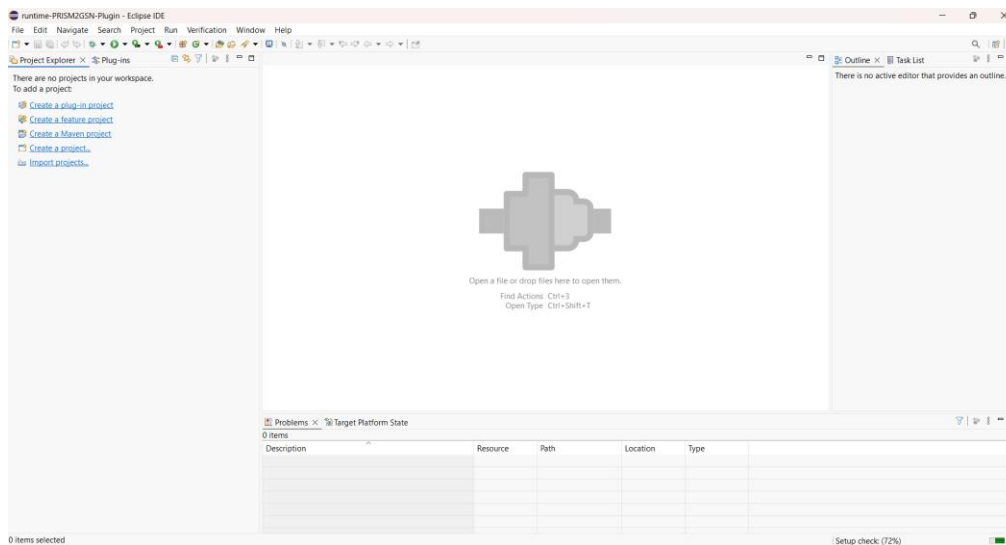 runtime-PRISM2GSN-Plugin - Eclipse IDE
File Edit Navigate Search Project Run Verification Window Help
Project Explorer Plug-ins
There are no projects in your workspace.
To add a project:
Create a plug-in project
Create a feature project
Create a Maven project
Create a project...
Import projects...
Open a file or drop files here to open them.
Find Actions Ctrl+3
Open Type Ctrl+Shift+T
Outline Task List
There is no active editor that provides an outline.
Problems Target Platform State
0 items
Description Resource Path Location Type
0 items selected
Setup check: (72%)